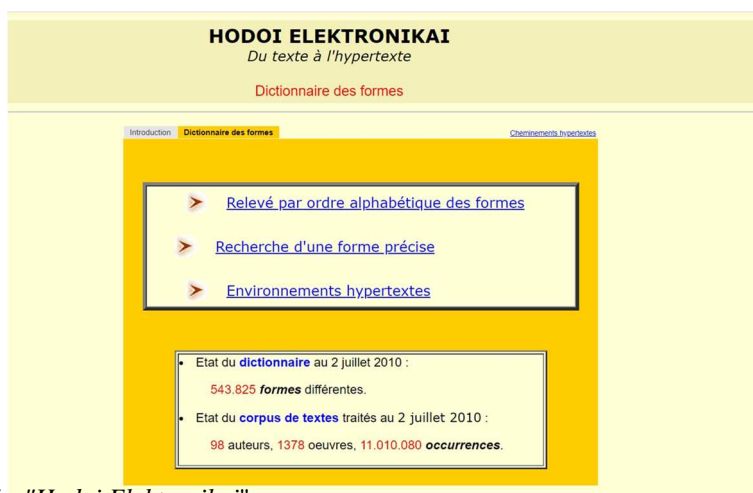 HODOI ELEKTRONIKAI
Du texte à l'hypertexte
Dictionnaire des formes
Introduction Dictionnaire des formes Cheminements hypertextes
Relevé par ordre alphabétique des formes
Recherche d'une forme précise
Environnements hypertextes
• Etat du dictionnaire au 2 juillet 2010 :
543.825 formes différentes.
• Etat du corpus de textes traités au 2 juillet 2010 :
98 auteurs, 1378 oeuvres, 11.010.080 occurrences.